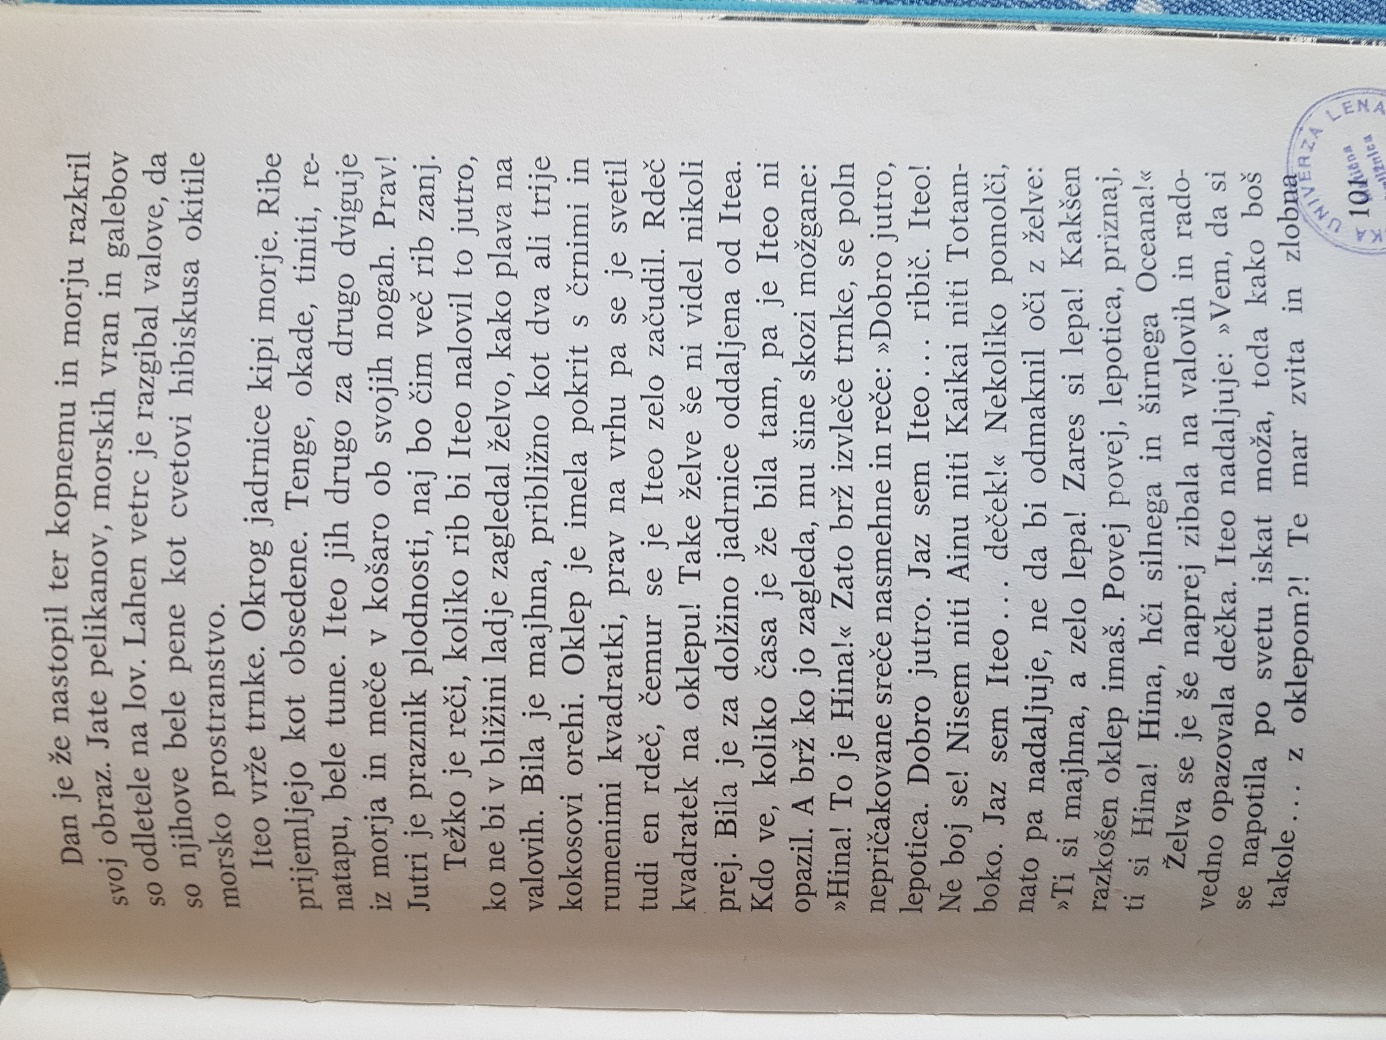 Dan je že nastopil ter kopnemu in morju razkril
svoj obraz. Jate pelikanov, morskih vran in galebov
so odletele na lov. Lahen vetrc je razgibal valove, da
so njihove bele pene kot cvetovi hibiskusa okitile
morsko prostranstvo.
Iteo vrže trnke. Okrog jadrnice kipi morje. Ribe
prijemljejo kot obsedene. Tenge, okade, tiniti, re-
natapu, bele tune. Iteo jih drugo za drugo dviguje
iz morja in meče v košaro ob svojih nogah. Prav!
Jutri je praznik plodnosti, naj bo čim več rib zanj.
Težko je reči, koliko rib bi Iteo nalovil to jutro,
ko ne bi v bližini ladje zagledal želvo, kako plava na
valovih. Bila je majhna, približno kot dva ali trije
kokosovi orehi. Oklep je imela pokrit s črnimi in
rumenimi kvadratki, prav na vrhu pa se je svetil
tudi en rdeč, čemur se je Iteo zelo začudil. Rdeč
kvadratek na oklepu! Take želve še ni videl nikoli
prej. Bila je za dolžino jadrnice oddaljena od Itea.
Kdo ve, koliko časa je že bila tam, pa je Iteo ni
opazil. A brž ko jo zagleda, mu šine skozi možgane:
»Hina! To je Hina!« Zato brž izvleče trnke, se poln
nepričakovane sreče nasmehne in reče: »Dobro jutro,
lepotica. Dobro jutro. Jaz sem Iteo... ribič. Iteo!
Ne boj se! Nisem niti Ainu niti Kaikai niti Totam-
boko. Jaz sem Iteo... deček!« Nekoliko pomolči,
nato pa nadaljuje, ne da bi odmaknil oči z želve:
»Ti si majhna, a zelo lepa! Zares si lepa! Kakšen
razkošen oklep imaš. Povej povej, lepotica, priznaj,
ti si Hina! Hina, hči silnega in širnega Oceana!«
Želva se je še naprej zibala na valovih in rado-
vedno opazovala dečka. Iteo nadaljuje: »Vem, da si
se napotila po svetu iskat moža, toda kako boš
takole... z oklepom?! Te mar zvita in zlobna
101
UNIVERZA LENA